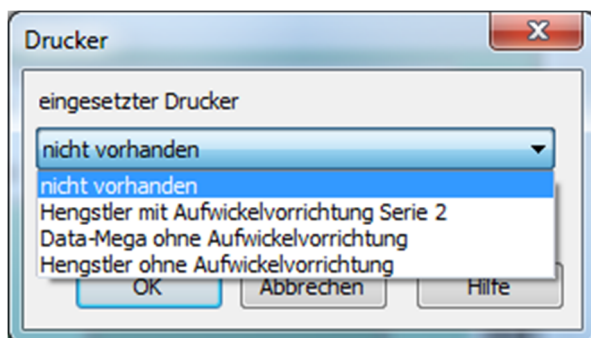 Drucker
eingesetzter Drucker
nicht vorhanden
nicht vorhanden
Hengstler mit Aufwickelvorrichtung Serie 2
Data-Mega ohne Aufwickelvorrichtung
Hengstler ohne Aufwickelvorrichtung
OK Abbrechen Hilfe